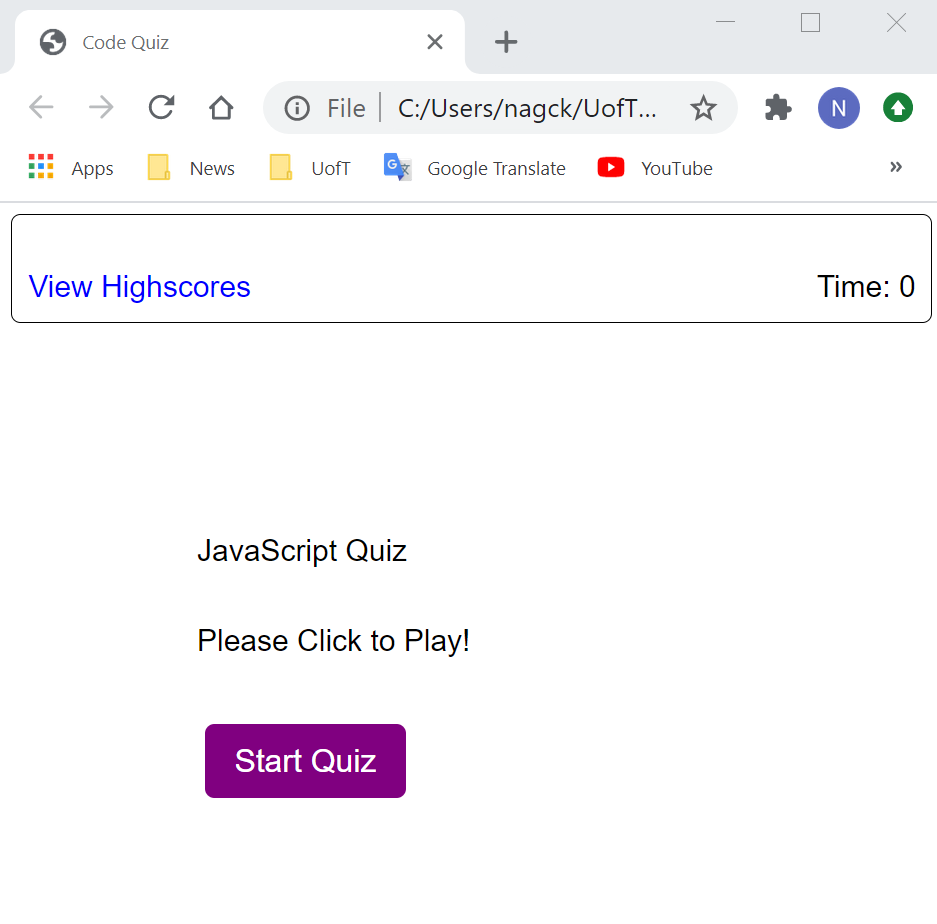 Code Quiz
File C:/Users/nagck/UofT... N
Apps News UofT Google Translate YouTube »
View Highscores Time: 0
JavaScript Quiz
Please Click to Play!
Start Quiz